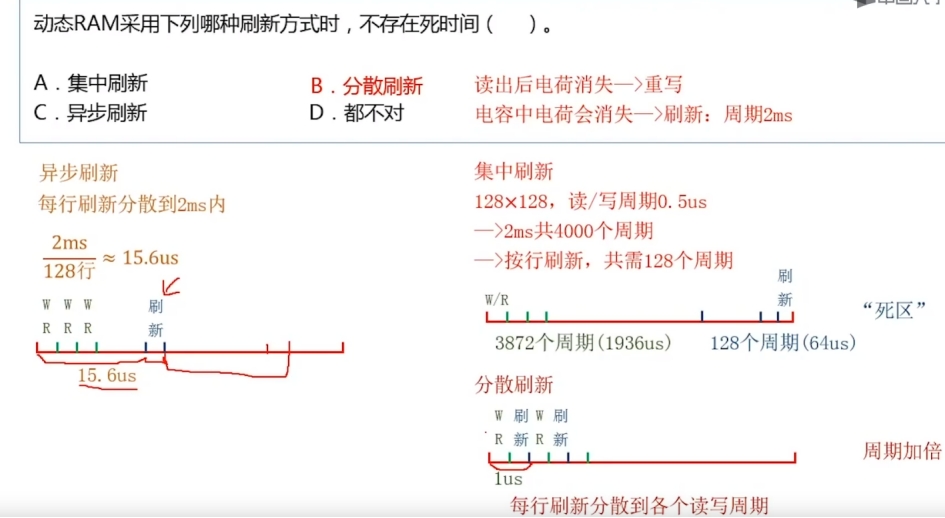 动态RAM采用下列哪种刷新方式时，不存在死时间（　　）。
A．集中刷新
B．分散刷新
读出后电荷消失—>重写
C．异步刷新
D．都不对
电容中电荷会消失—>刷新：周期2ms
异步刷新
每行刷新分散到2ms内
2ms
128行
≈ 15.6us
W W W 刷
R R R 新
15.6us
集中刷新
128×128，读/写周期0.5us
—>2ms共4000个周期
—>按行刷新，共需128个周期
刷
W/R 新
“死区”
3872个周期(1936us)
128个周期(64us)
分散刷新
W 刷 W 刷
R 新 R 新
周期加倍
1us
每行刷新分散到各个读写周期